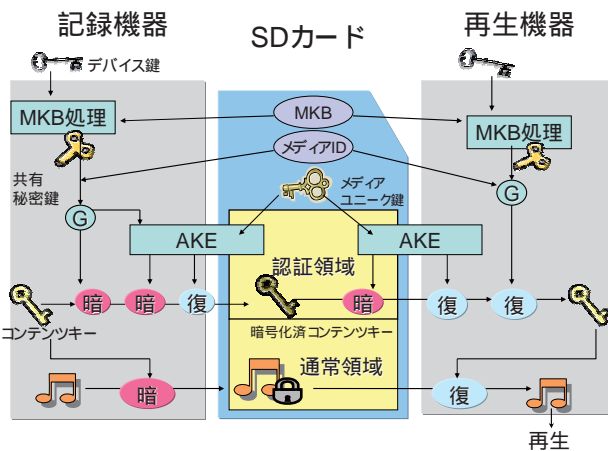 記録機器
SDカード
再生機器
デバイス鍵
MKB処理
MKB
MKB処理
メディアID
共有
秘密鍵
メディア
ユニーク鍵
G
G
AKE
AKE
認証領域
暗
暗
復
暗
復
復
コンテンツキー
暗号化済コンテンツキー
通常領域
暗
復
再生